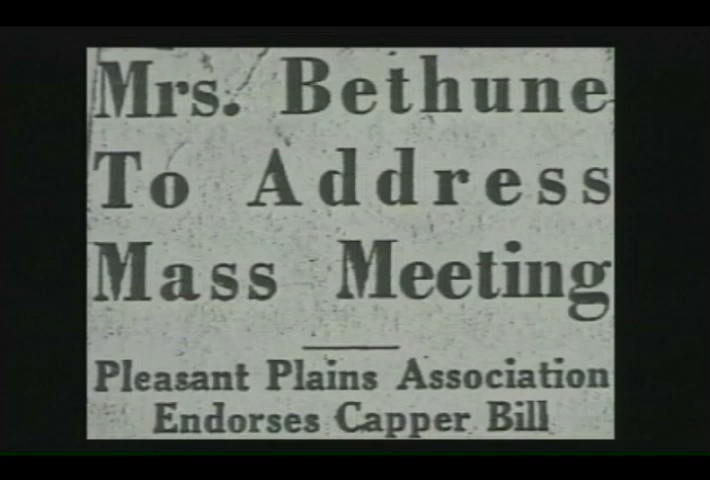 Mrs. Bethune
To Address
Mass Meeting
Pleasant Plains Association
Endorses Capper Bill